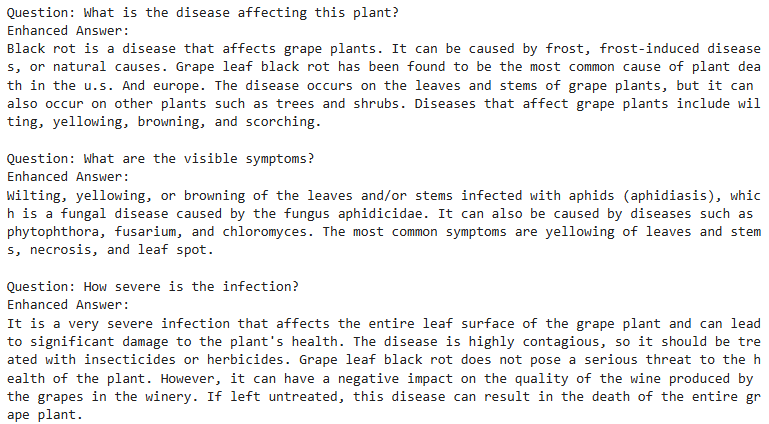 Question: What is the disease affecting this plant?
Enhanced Answer:
Black rot is a disease that affects grape plants. It can be caused by frost, frost-induced disease
s, or natural causes. Grape leaf black rot has been found to be the most common cause of plant dea
th in the u.s. And europe. The disease occurs on the leaves and stems of grape plants, but it can
also occur on other plants such as trees and shrubs. Diseases that affect grape plants include wil
ting, yellowing, browning, and scorching.

Question: What are the visible symptoms?
Enhanced Answer:
Wilting, yellowing, or browning of the leaves and/or stems infected with aphids (aphidiasis), whic
h is a fungal disease caused by the fungus aphidicidae. It can also be caused by diseases such as
phytophthora, fusarium, and chloromyces. The most common symptoms are yellowing of leaves and stem
s, necrosis, and leaf spot.

Question: How severe is the infection?
Enhanced Answer:
It is a very severe infection that affects the entire leaf surface of the grape plant and can lead
to significant damage to the plant's health. The disease is highly contagious, so it should be tre
ated with insecticides or herbicides. Grape leaf black rot does not pose a serious threat to the h
ealth of the plant. However, it can have a negative impact on the quality of the wine produced by
the grapes in the winery. If left untreated, this disease can result in the death of the entire gr
ape plant.